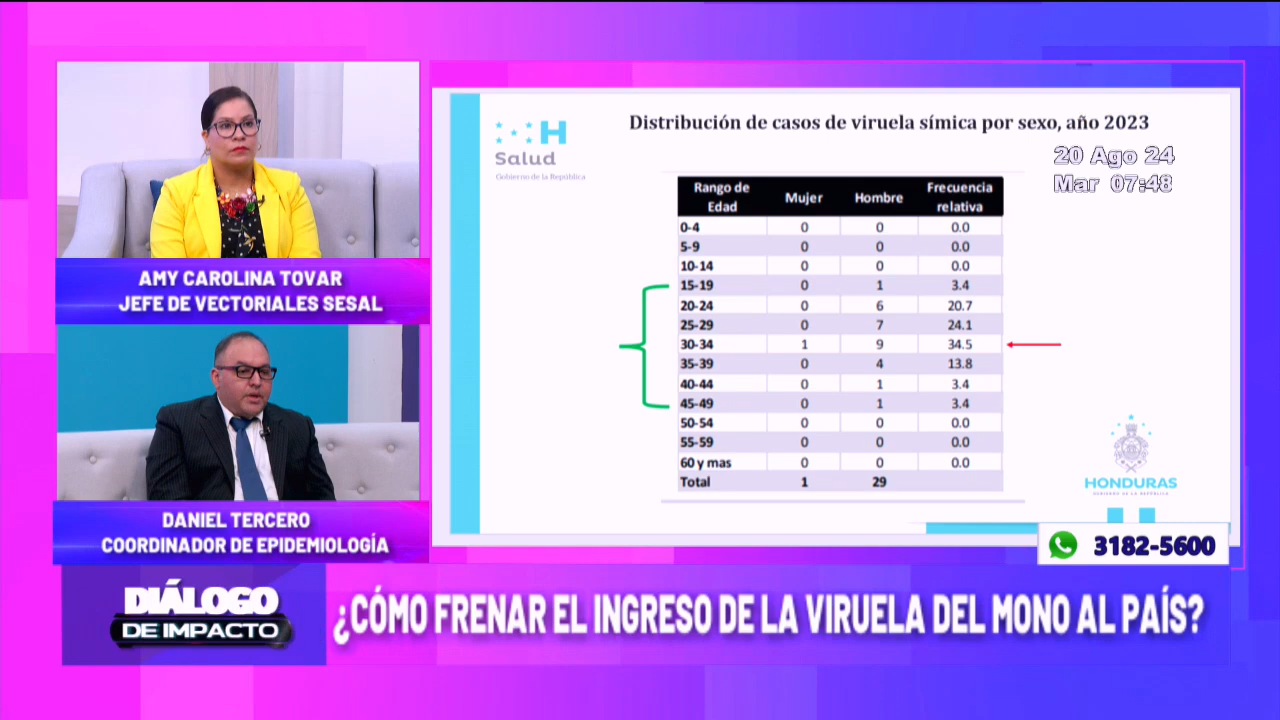 AMY CAROLINA TOVAR
JEFE DE VECTORIALES SESAL
DANIEL TERCERO
COORDINADOR DE EPIDEMIOLOGÍA
H
Salud
Gobierno de la República
Distribución de casos de viruela símica por sexo, año 2023
20 Ago 24
Mar 07:48
Rango de Edad Mujer Hombre Frecuencia relativa
0-4 0 0 0.0
5-9 0 0 0.0
10-14 0 0 0.0
15-19 0 1 3.4
20-24 0 6 20.7
25-29 0 7 24.1
30-34 1 9 34.5
35-39 0 4 13.8
40-44 0 1 3.4
45-49 0 1 3.4
50-54 0 0 0.0
55-59 0 0 0.0
60 y mas 0 0 0.0
Total 1 29
HONDURAS
GOBIERNO DE LA REPÚBLICA
3182-5600
DIÁLOGO
DE IMPACTO
¿CÓMO FRENAR EL INGRESO DE LA VIRUELA DEL MONO AL PAÍS?